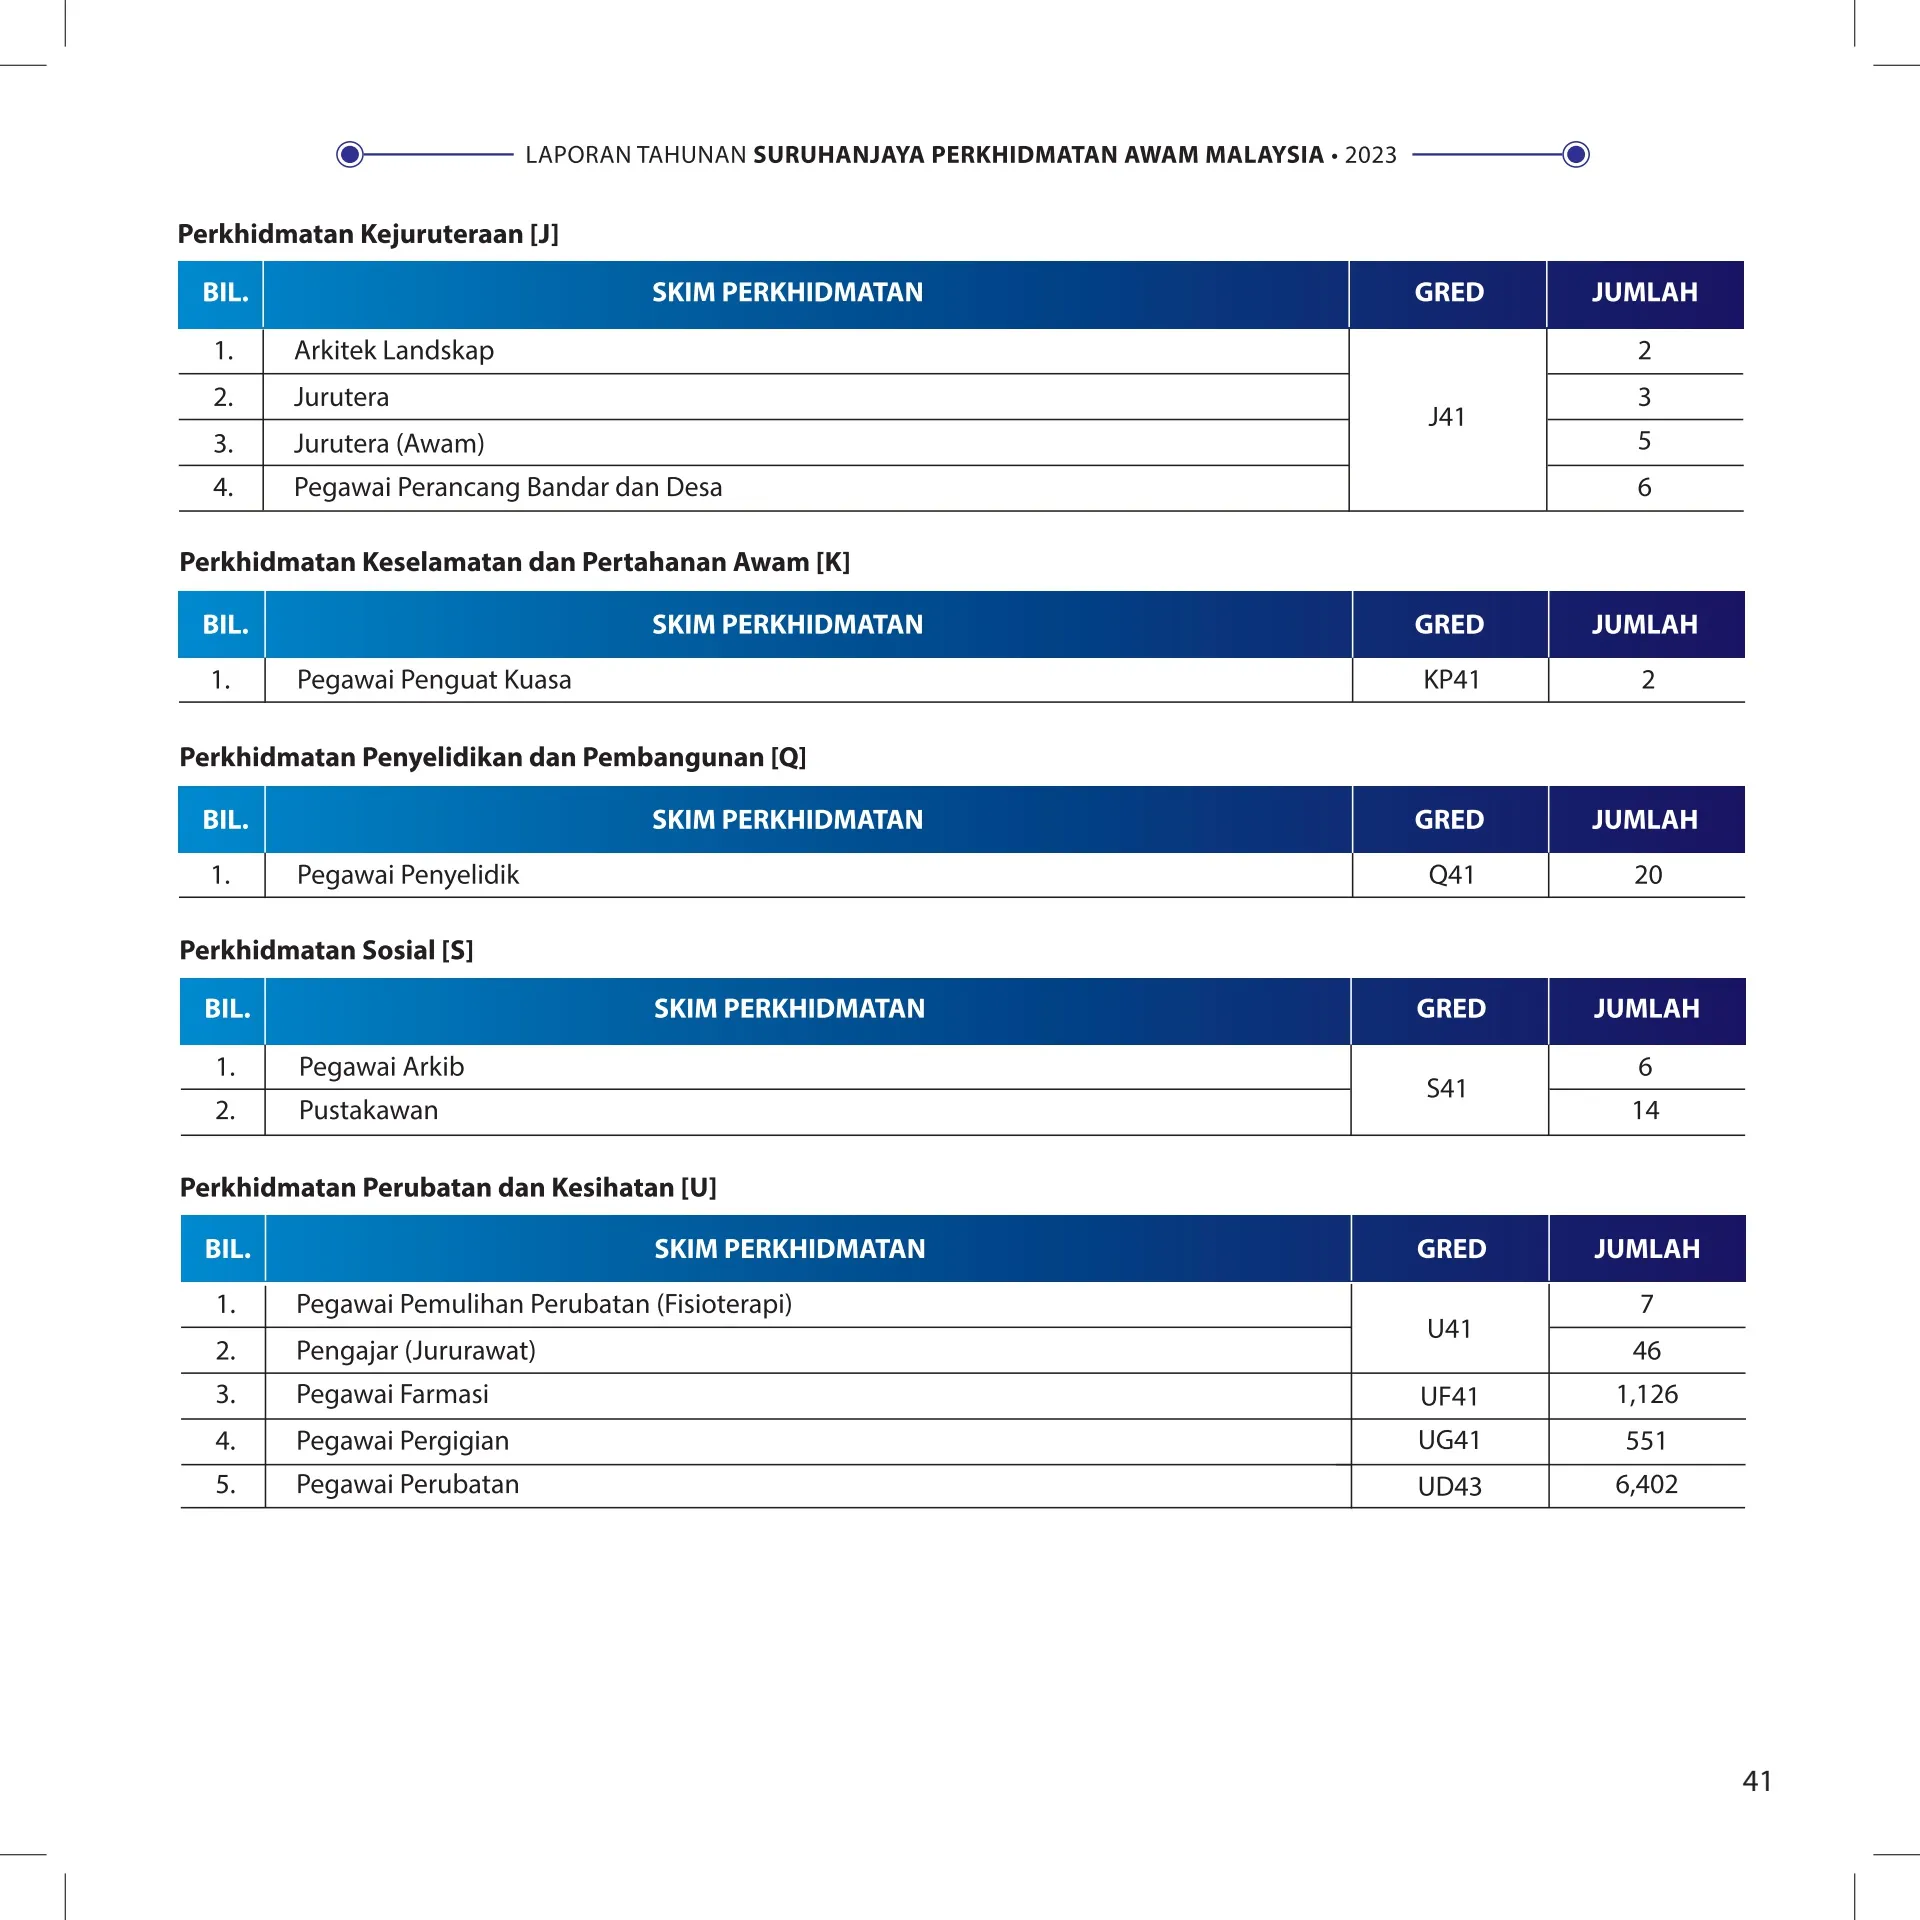 LAPORAN TAHUNAN SURUHANJAYA PERKHIDMATAN AWAM MALAYSIA • 2023
Perkhidmatan Kejuruteraan [J]
BIL. SKIM PERKHIDMATAN GRED JUMLAH
1. Arkitek Landskap 2
2. Jurutera 3
J41
3. Jurutera (Awam) 5
4. Pegawai Perancang Bandar dan Desa 6
Perkhidmatan Keselamatan dan Pertahanan Awam [K]
BIL. SKIM PERKHIDMATAN GRED JUMLAH
1. Pegawai Penguat Kuasa KP41 2
Perkhidmatan Penyelidikan dan Pembangunan [Q]
BIL. SKIM PERKHIDMATAN GRED JUMLAH
1. Pegawai Penyelidik Q41 20
Perkhidmatan Sosial [S]
BIL. SKIM PERKHIDMATAN GRED JUMLAH
1. Pegawai Arkib 6
S41
2. Pustakawan 14
Perkhidmatan Perubatan dan Kesihatan [U]
BIL. SKIM PERKHIDMATAN GRED JUMLAH
1. Pegawai Pemulihan Perubatan (Fisioterapi) 7
U41
2. Pengajar (Jururawat) 46
3. Pegawai Farmasi UF41 1,126
4. Pegawai Pergigian UG41 551
5. Pegawai Perubatan UD43 6,402
41